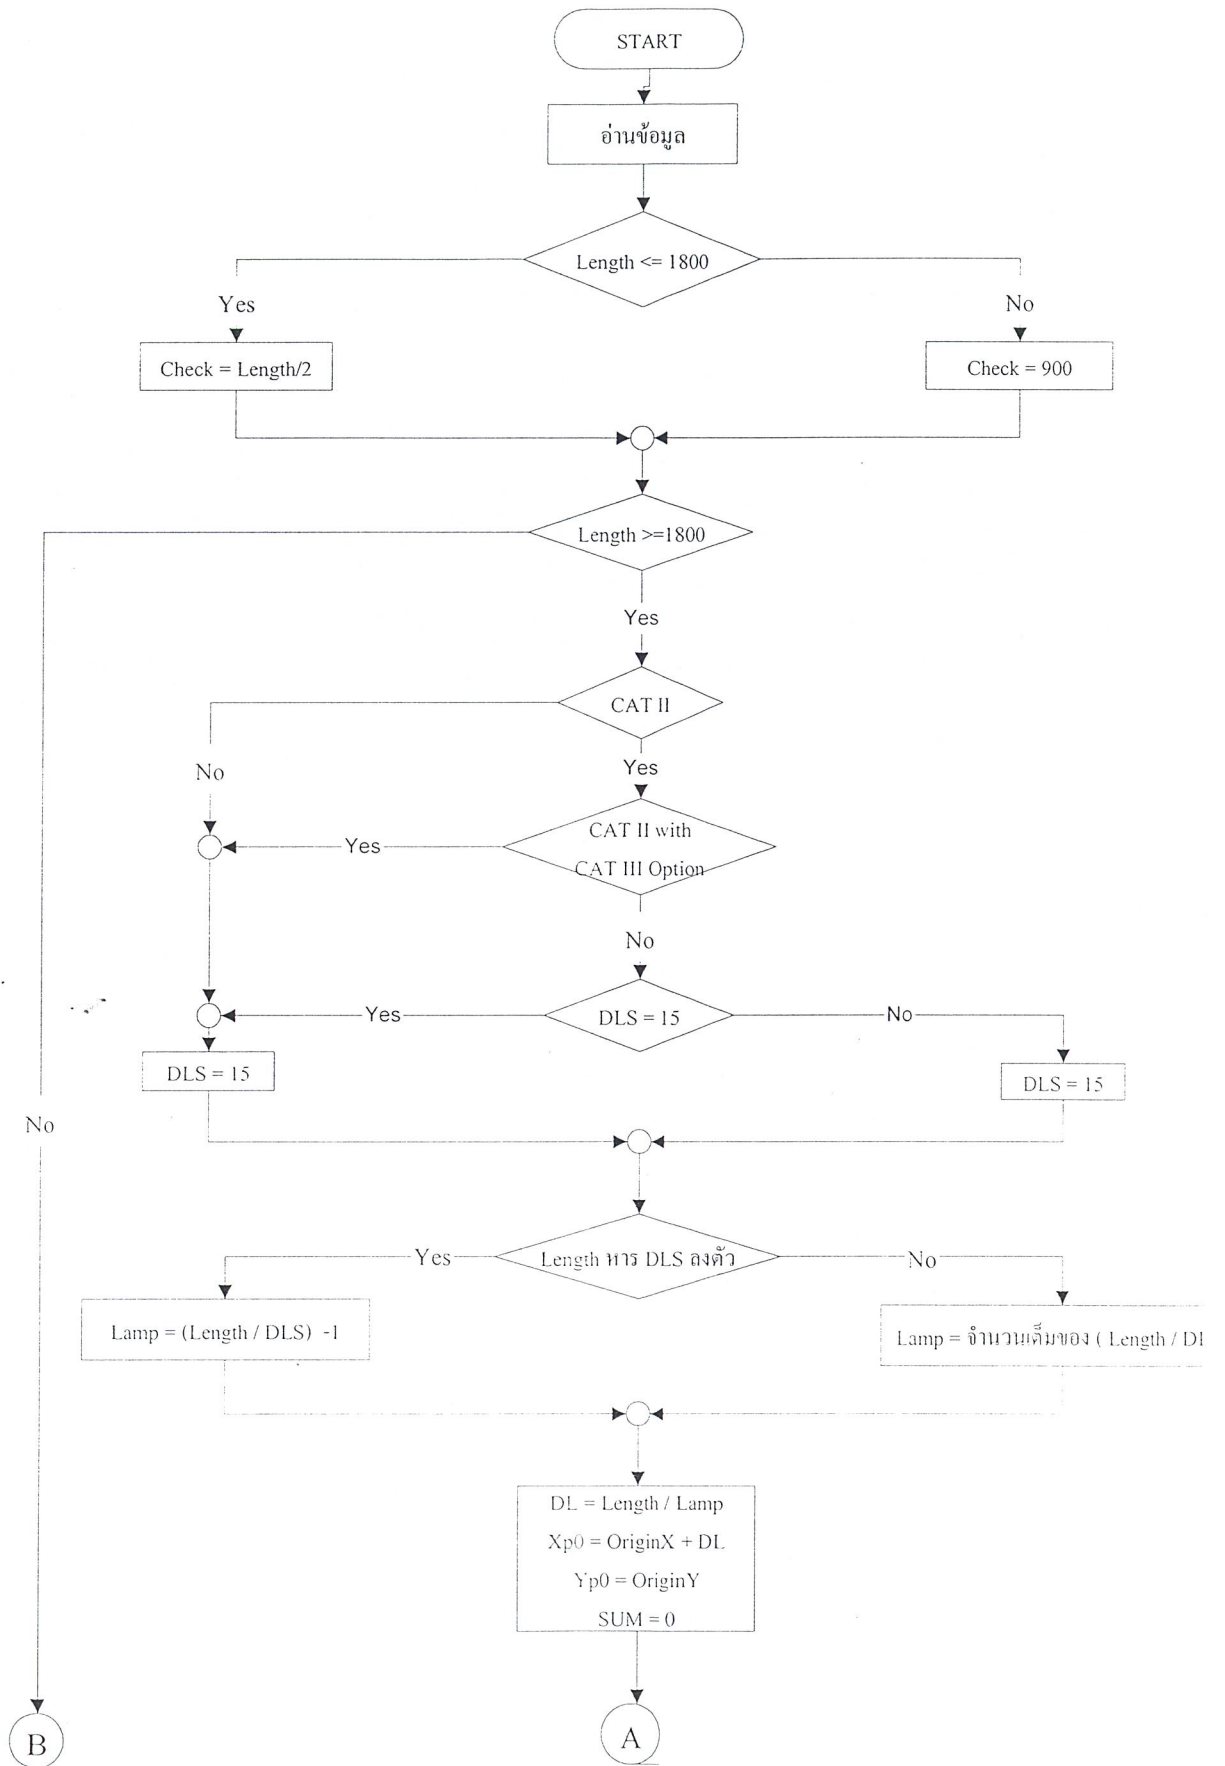 START
อ่านข้อมูล
Length <= 1800
Yes
No
Check = Length/2
Check = 900
Length >=1800
Yes
CAT II
No
Yes
CAT II with
CAT III Option
Yes
No
DLS = 15
Yes
No
DLS = 15
DLS = 15
No
Length หาร DLS ลงตัว
Yes
No
Lamp = (Length / DLS) -1
Lamp = จำนวนเต็มของ ( Length / DL
DL = Length / Lamp
Xp0 = OriginX + DL
Yp0 = OriginY
SUM = 0
B
A